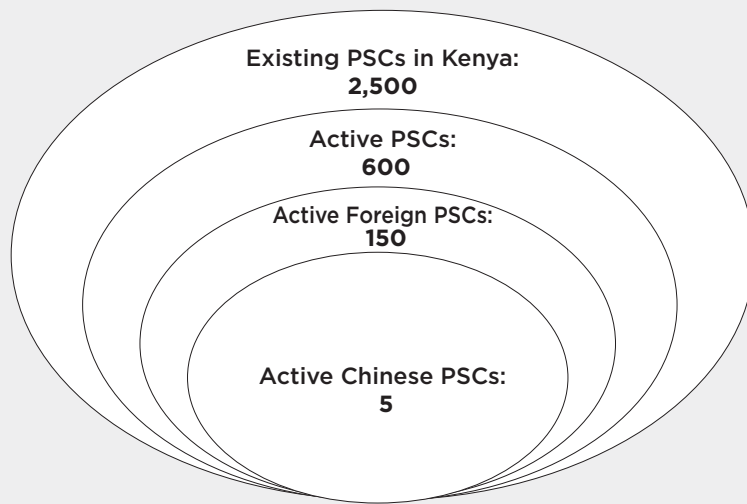 Existing PSCs in Kenya:
2,500
Active PSCs:
600
Active Foreign PSCs:
150
Active Chinese PSCs:
5